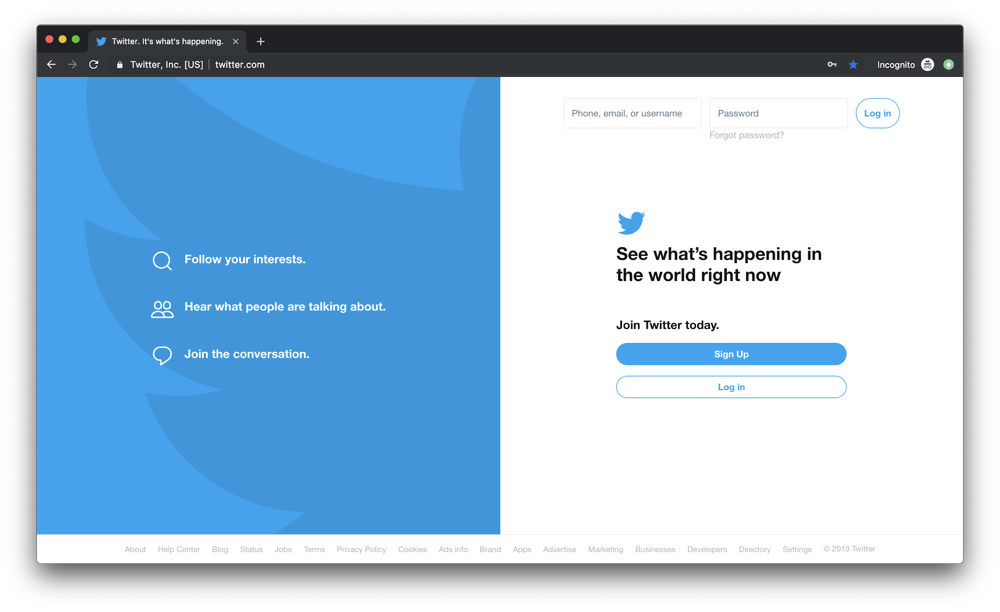 Twitter. It's what's happening.
Twitter, Inc. [US] | twitter.com
Incognito
Phone, email, or username
Password
Log in
Forgot password?
Follow your interests.
Hear what people are talking about.
Join the conversation.
See what’s happening in
the world right now
Join Twitter today.
Sign Up
Log in
About Help Center Blog Status Jobs Terms Privacy Policy Cookies Ads info Brand Apps Advertise Marketing Businesses Developers Directory Settings © 2019 Twitter